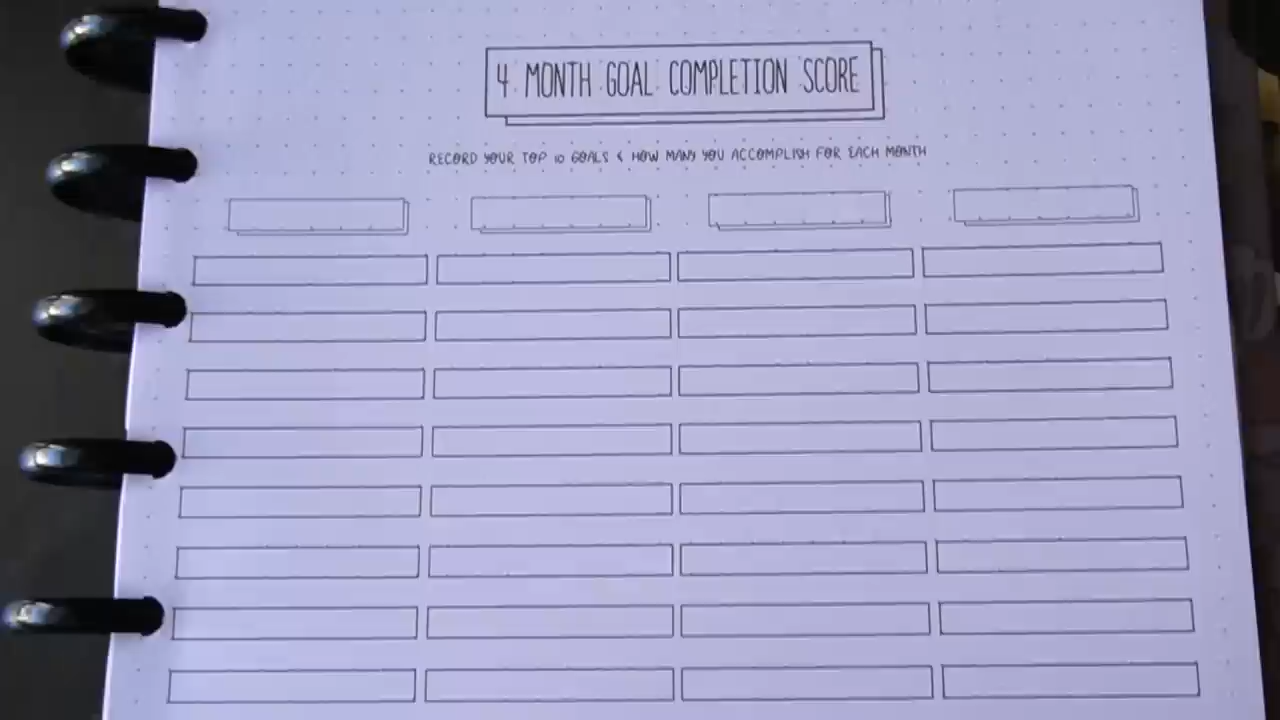 4 MONTH GOAL COMPLETION SCORE
RECORD YOUR TOP 10 GOALS & HOW MANY YOU ACCOMPLISH FOR EACH MONTH